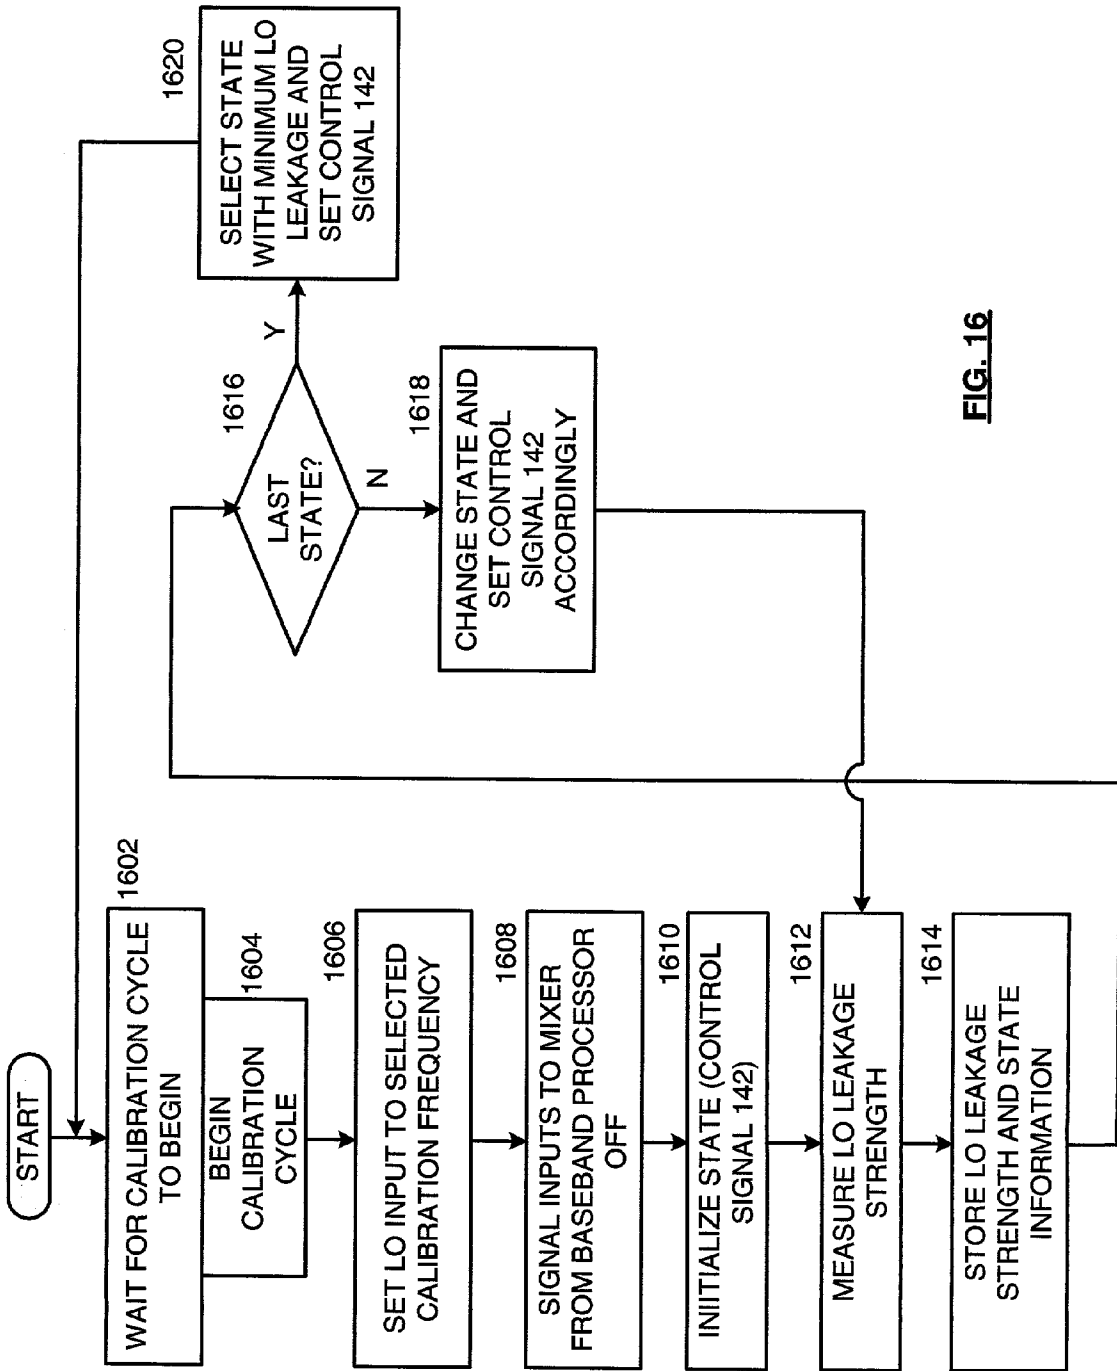 START
1602
WAIT FOR CALIBRATION CYCLE
TO BEGIN
1604
BEGIN
CALIBRATION
CYCLE
1606
SET LO INPUT TO SELECTED
CALIBRATION FREQUENCY
1608
SIGNAL INPUTS TO MIXER
FROM BASEBAND PROCESSOR
OFF
1610
INIITIALIZE STATE (CONTROL
SIGNAL 142)
1612
MEASURE LO LEAKAGE
STRENGTH
1614
STORE LO LEAKAGE
STRENGTH AND STATE
INFORMATION
1616
LAST
STATE?
Y
N
1618
CHANGE STATE AND
SET CONTROL
SIGNAL 142
ACCORDINGLY
1620
SELECT STATE
WITH MINIMUM LO
LEAKAGE AND
SET CONTROL
SIGNAL 142
FIG. 16